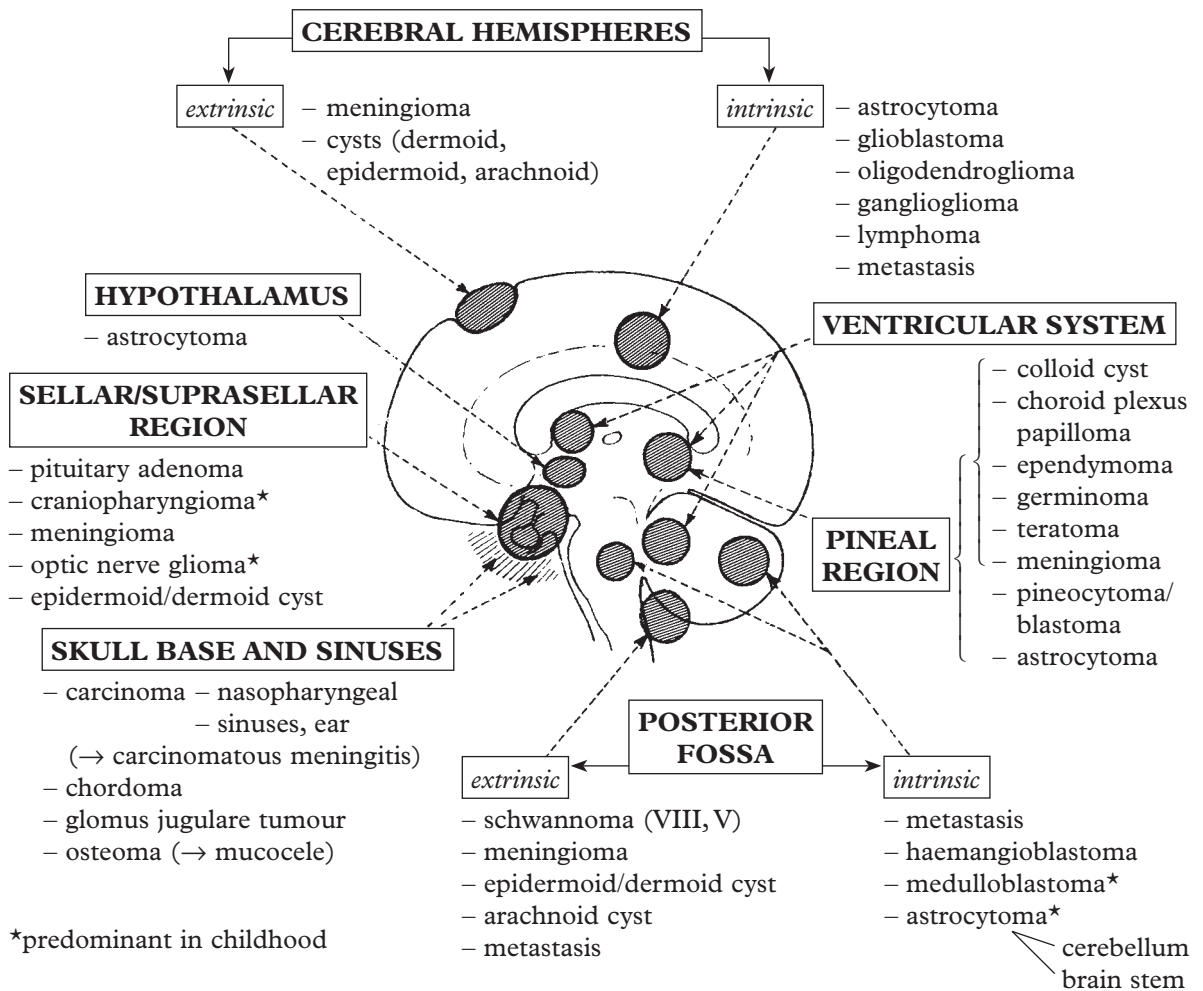 CEREBRAL HEMISPHERES
extrinsic
– meningioma
– cysts (dermoid,
epidermoid, arachnoid)
intrinsic
– astrocytoma
– glioblastoma
– oligodendroglioma
– ganglioglioma
– lymphoma
– metastasis
HYPOTHALAMUS
– astrocytoma
SELLAR/SUPRASELLAR
REGION
– pituitary adenoma
– craniopharyngioma★
– meningioma
– optic nerve glioma★
– epidermoid/dermoid cyst
VENTRICULAR SYSTEM
– colloid cyst
– choroid plexus
papilloma
– ependymoma
– germinoma
– teratoma
– meningioma
– pineocytoma/
blastoma
– astrocytoma
PINEAL
REGION
SKULL BASE AND SINUSES
– carcinoma – nasopharyngeal
– sinuses, ear
(→ carcinomatous meningitis)
– chordoma
– glomus jugulare tumour
– osteoma (→ mucocele)
POSTERIOR
FOSSA
extrinsic
– schwannoma (VIII, V)
– meningioma
– epidermoid/dermoid cyst
– arachnoid cyst
– metastasis
intrinsic
– metastasis
– haemangioblastoma
– medulloblastoma★
– astrocytoma★
cerebellum
brain stem
★predominant in childhood